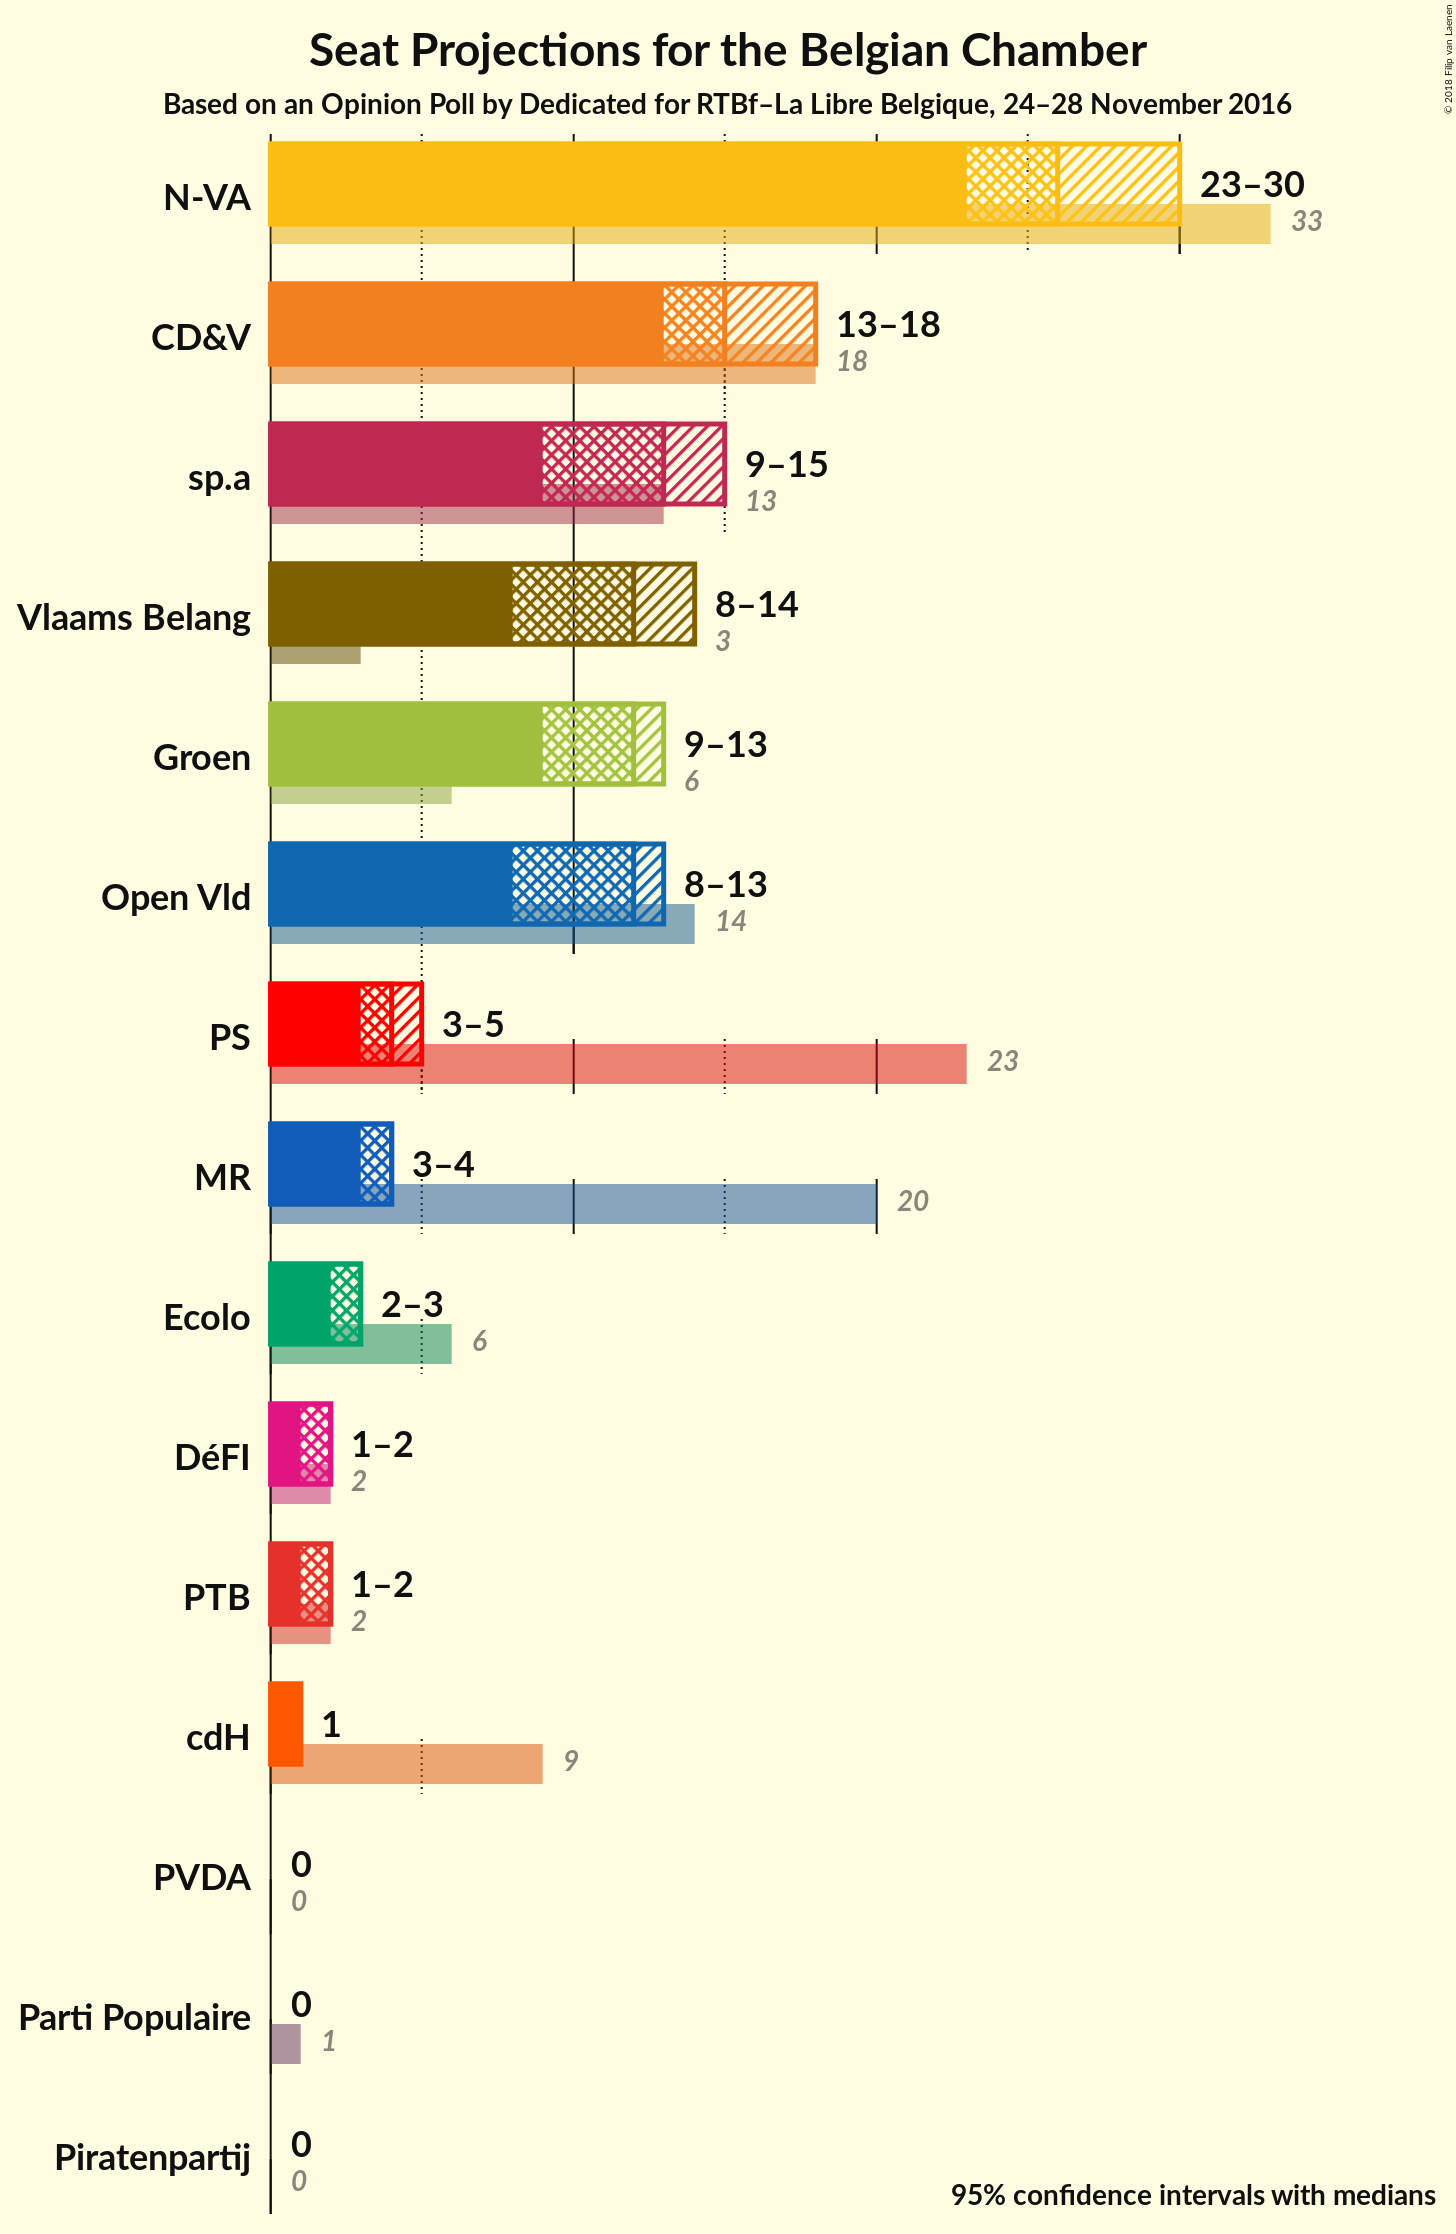 Seat Projections for the Belgian Chamber
Based on an Opinion Poll by Dedicated for RTBf–La Libre Belgique, 24–28 November 2016
© 2018 Filip van Laenen
N-VA
23–30
33
CD&V
13–18
18
sp.a
9–15
13
Vlaams Belang
8–14
3
Groen
9–13
6
Open Vld
8–13
14
PS
3–5
23
MR
3–4
20
Ecolo
2–3
6
DéFI
1–2
2
PTB
1–2
2
cdH
1
9
PVDA
0
0
Parti Populaire
0
1
Piratenpartij
0
0
95% confidence intervals with medians